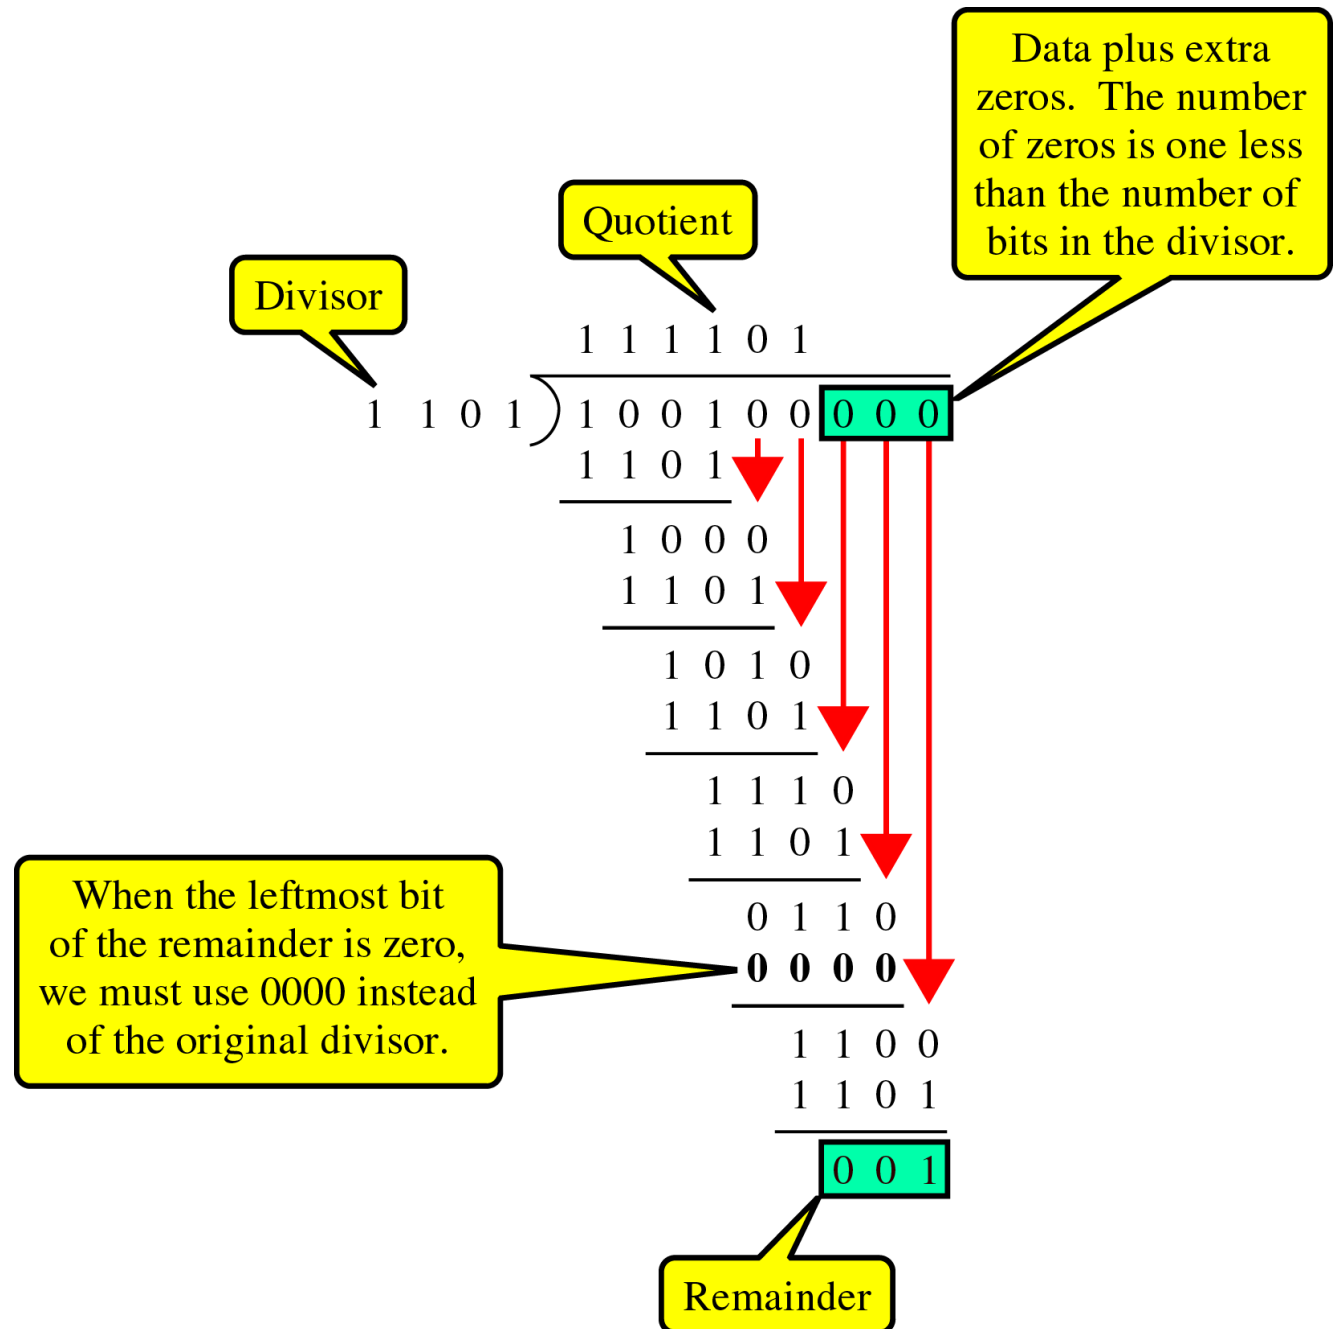 Data plus extra
zeros. The number
of zeros is one less
than the number of
bits in the divisor.
Quotient
Divisor
1 1 1 1 0 1
1 1 0 1 ) 1 0 0 1 0 0 0 0 0
1 1 0 1
1 0 0 0
1 1 0 1
1 0 1 0
1 1 0 1
1 1 1 0
1 1 0 1
When the leftmost bit
of the remainder is zero,
we must use 0000 instead
of the original divisor.
0 1 1 0
0 0 0 0
1 1 0 0
1 1 0 1
0 0 1
Remainder